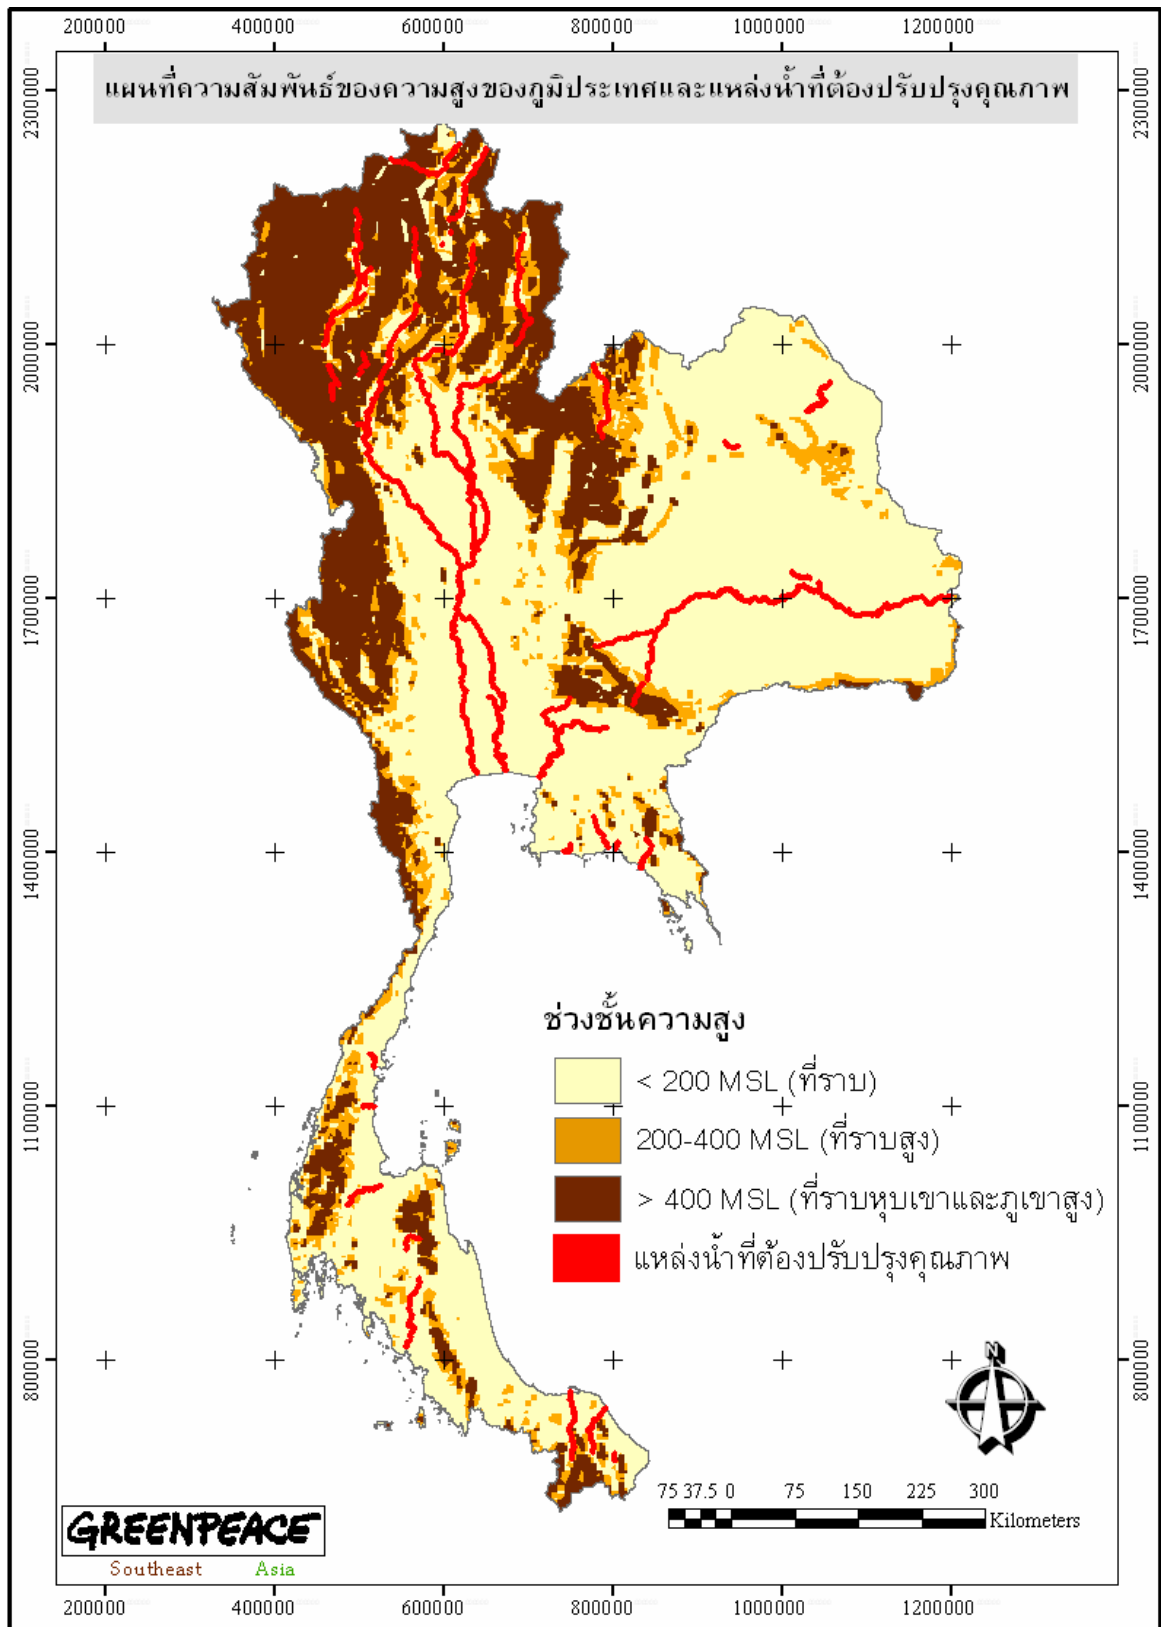 200000 400000 600000 800000 1000000 1200000
แผนที่ความสัมพันธ์ของความสูงของภูมิประเทศและแหล่งน้ำที่ต้องปรับปรุงคุณภาพ
2300000 2300000
2000000 2000000
1700000 1700000
1400000 1400000
ช่วงชั้นความสูง
< 200 MSL (ที่ราบ)
1100000 1100000
200-400 MSL (ที่ราบสูง)
> 400 MSL (ที่ราบหุบเขาและภูเขาสูง)
แหล่งน้ำที่ต้องปรับปรุงคุณภาพ
800000 800000
N
75 37.5 0 75 150 225 300
Kilometers
GREENPEACE
Southeast Asia
200000 400000 600000 800000 1000000 1200000